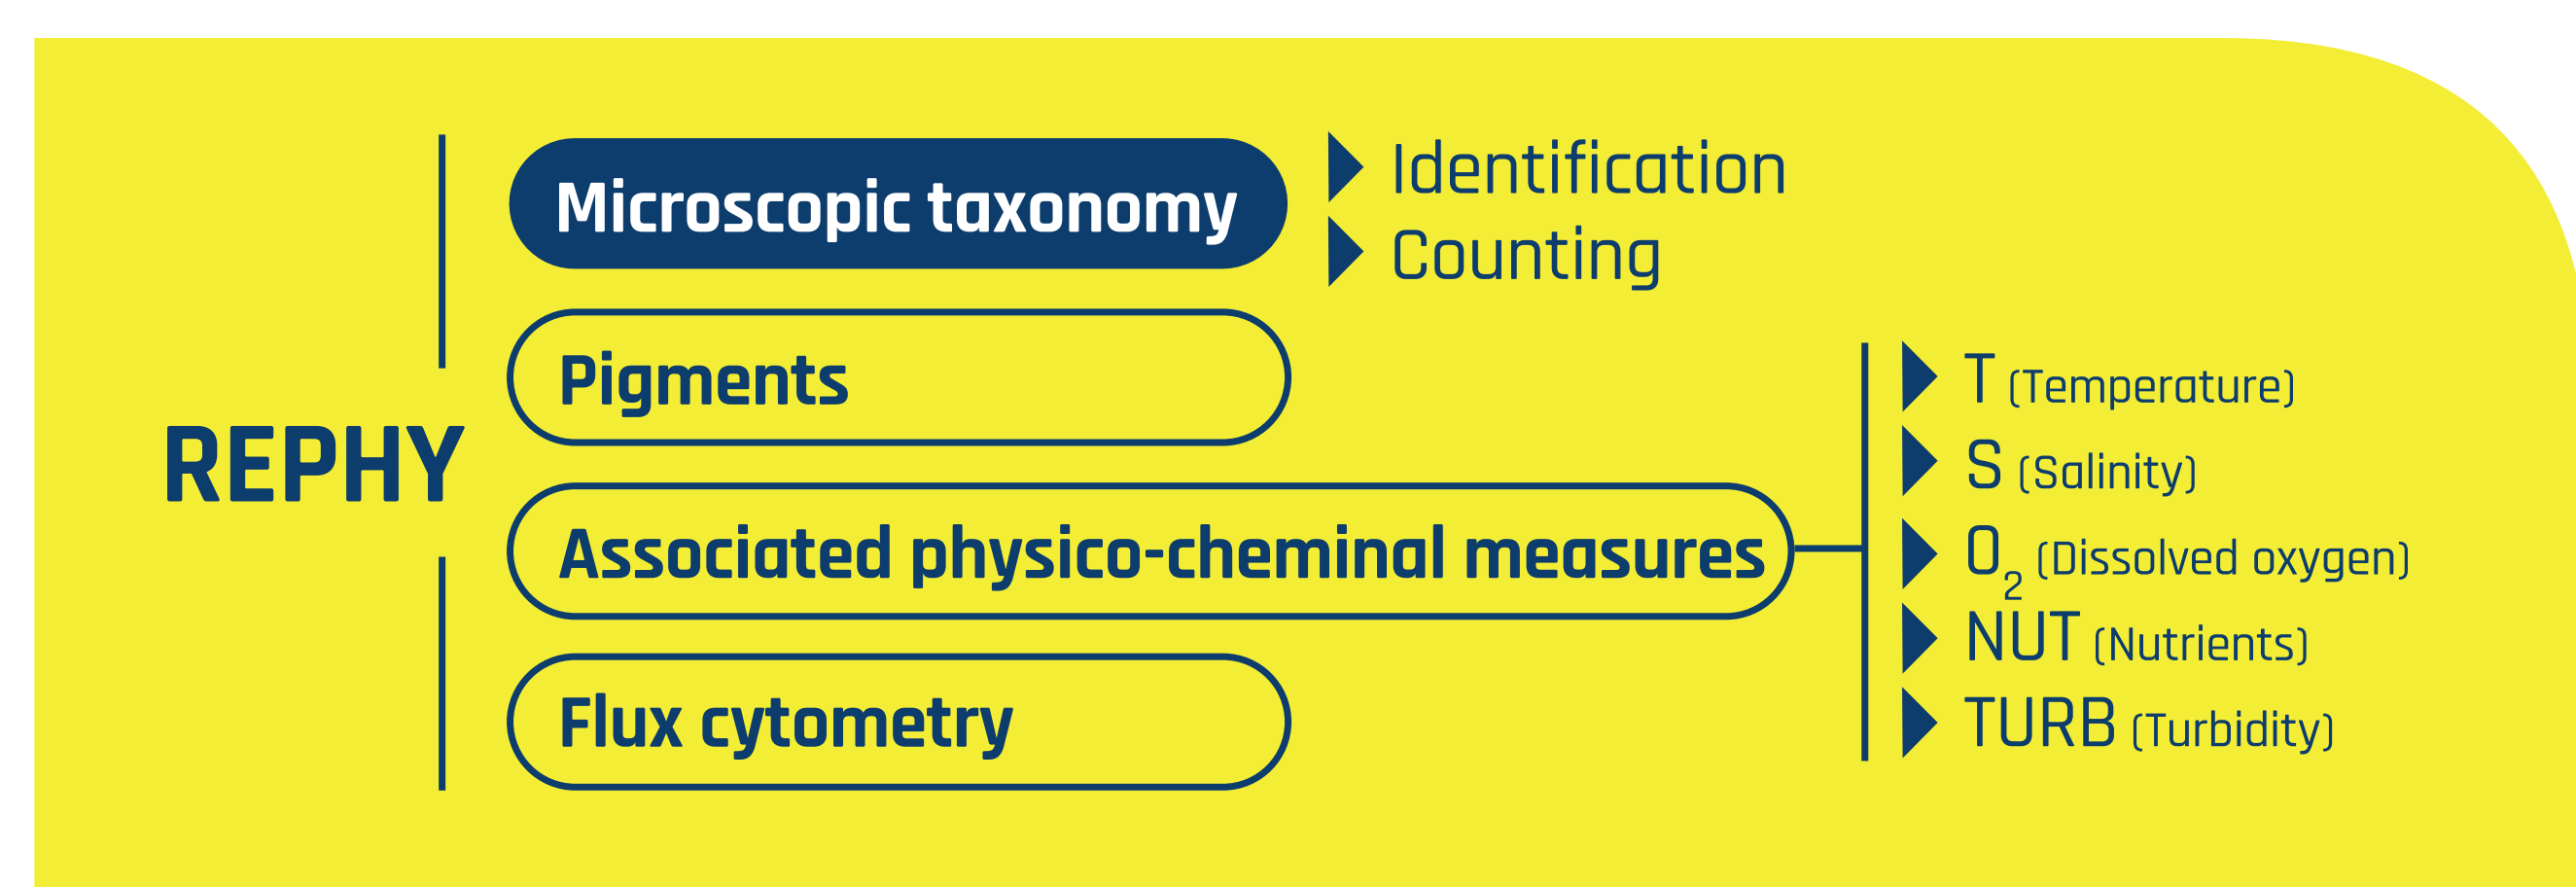 REPHY
Microscopic taxonomy
Identification
Counting
Pigments
Associated physico-cheminal measures
T (Temperature)
S (Salinity)
O₂ (Dissolved oxygen)
NUT (Nutrients)
TURB (Turbidity)
Flux cytometry